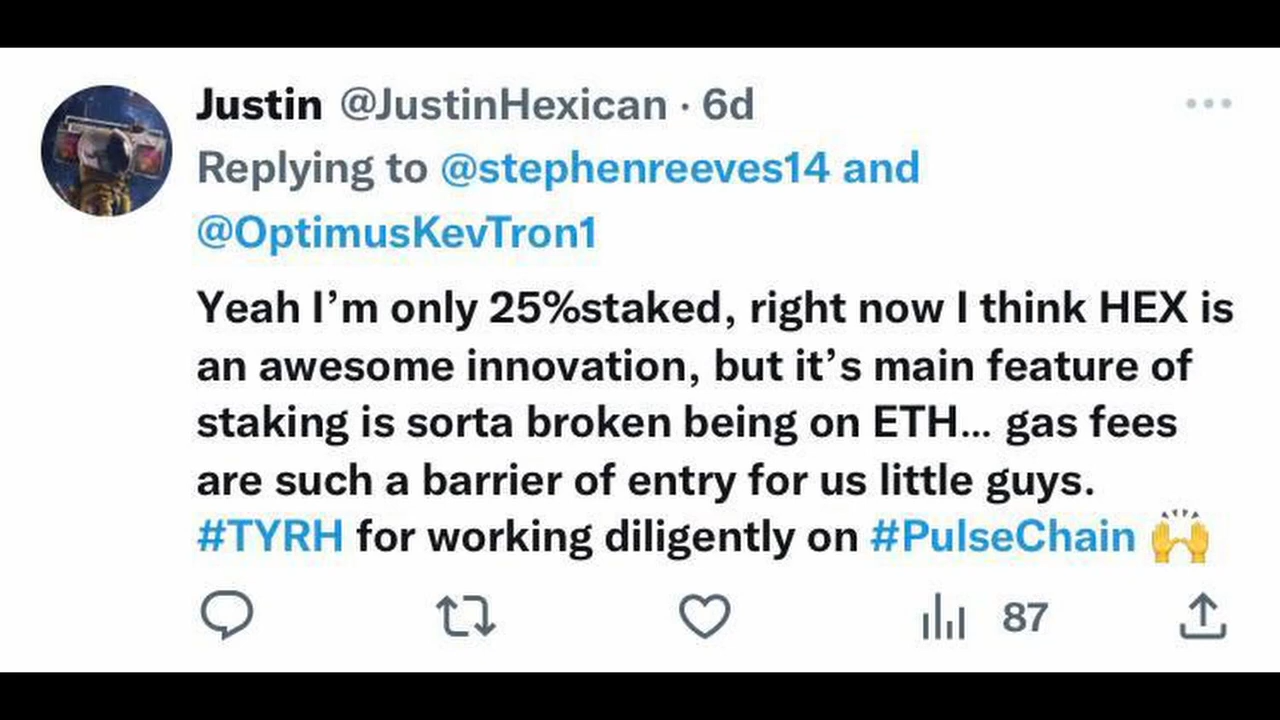 Justin @JustinHexican · 6d
Replying to @stephenreeves14 and
@OptimusKevTron1
Yeah I’m only 25%staked, right now I think HEX is
an awesome innovation, but it’s main feature of
staking is sorta broken being on ETH... gas fees
are such a barrier of entry for us little guys.
#TYRH for working diligently on #PulseChain 🙌
87